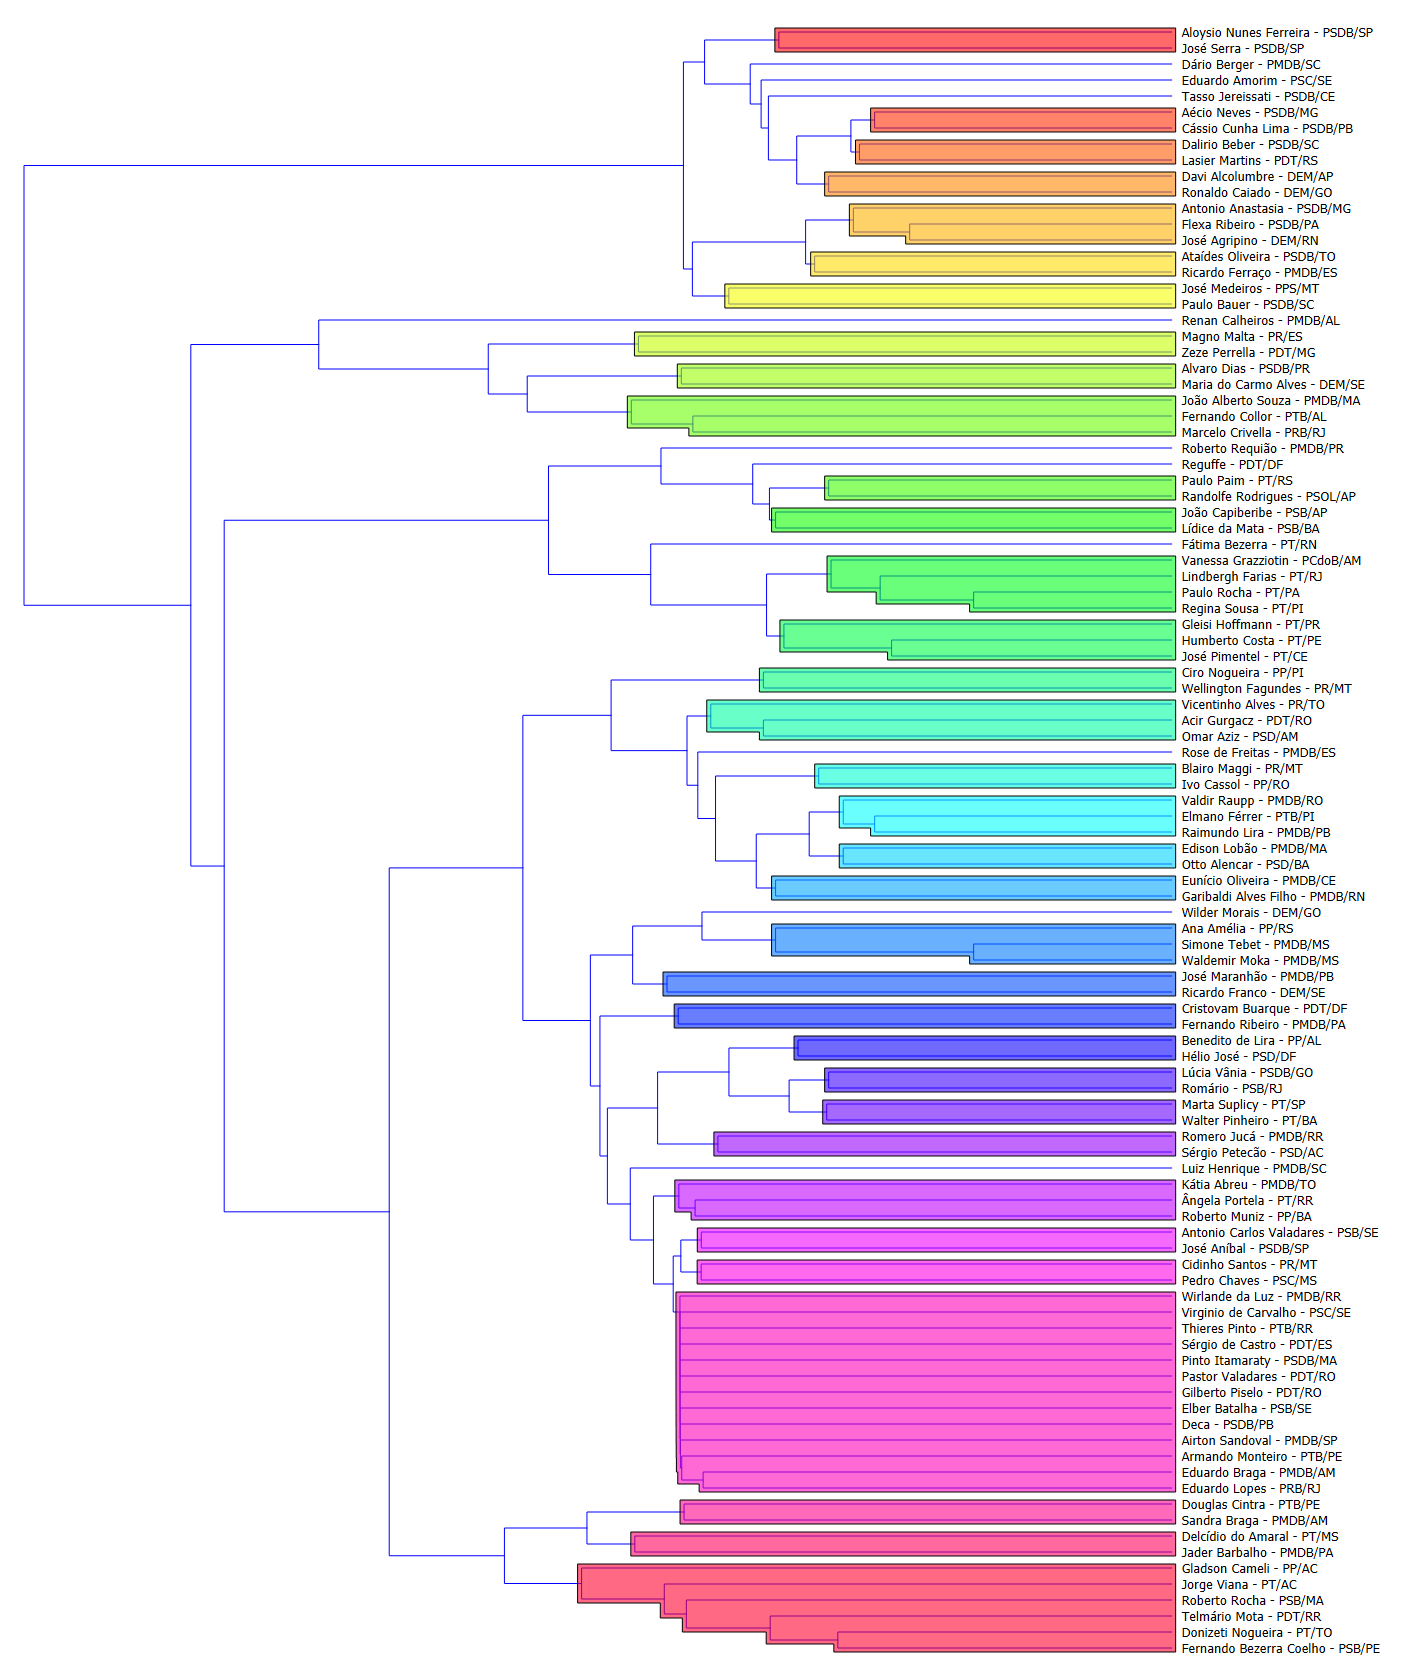 Aloysio Nunes Ferreira - PSDB/SP
José Serra - PSDB/SP
Dário Berger - PMDB/SC
Eduardo Amorim - PSC/SE
Tasso Jereissati - PSDB/CE
Aécio Neves - PSDB/MG
Cássio Cunha Lima - PSDB/PB
Dalirio Beber - PSDB/SC
Lasier Martins - PDT/RS
Davi Alcolumbre - DEM/AP
Ronaldo Caiado - DEM/GO
Antonio Anastasia - PSDB/MG
Flexa Ribeiro - PSDB/PA
José Agripino - DEM/RN
Ataídes Oliveira - PSDB/TO
Ricardo Ferraço - PMDB/ES
José Medeiros - PPS/MT
Paulo Bauer - PSDB/SC
Renan Calheiros - PMDB/AL
Magno Malta - PR/ES
Zeze Perrella - PDT/MG
Alvaro Dias - PSDB/PR
Maria do Carmo Alves - DEM/SE
João Alberto Souza - PMDB/MA
Fernando Collor - PTB/AL
Marcelo Crivella - PRB/RJ
Roberto Requião - PMDB/PR
Reguffe - PDT/DF
Paulo Paim - PT/RS
Randolfe Rodrigues - PSOL/AP
João Capiberibe - PSB/AP
Lídice da Mata - PSB/BA
Fátima Bezerra - PT/RN
Vanessa Grazziotin - PCdoB/AM
Lindbergh Farias - PT/RJ
Paulo Rocha - PT/PA
Regina Sousa - PT/PI
Gleisi Hoffmann - PT/PR
Humberto Costa - PT/PE
José Pimentel - PT/CE
Ciro Nogueira - PP/PI
Wellington Fagundes - PR/MT
Vicentinho Alves - PR/TO
Acir Gurgacz - PDT/RO
Omar Aziz - PSD/AM
Rose de Freitas - PMDB/ES
Blairo Maggi - PR/MT
Ivo Cassol - PP/RO
Valdir Raupp - PMDB/RO
Elmano Férrer - PTB/PI
Raimundo Lira - PMDB/PB
Edison Lobão - PMDB/MA
Otto Alencar - PSD/BA
Eunício Oliveira - PMDB/CE
Garibaldi Alves Filho - PMDB/RN
Wilder Morais - DEM/GO
Ana Amélia - PP/RS
Simone Tebet - PMDB/MS
Waldemir Moka - PMDB/MS
José Maranhão - PMDB/PB
Ricardo Franco - DEM/SE
Cristovam Buarque - PDT/DF
Fernando Ribeiro - PMDB/PA
Benedito de Lira - PP/AL
Hélio José - PSD/DF
Lúcia Vânia - PSDB/GO
Romário - PSB/RJ
Marta Suplicy - PT/SP
Walter Pinheiro - PT/BA
Romero Jucá - PMDB/RR
Sérgio Petecão - PSD/AC
Luiz Henrique - PMDB/SC
Kátia Abreu - PMDB/TO
Ângela Portela - PT/RR
Roberto Muniz - PP/BA
Antonio Carlos Valadares - PSB/SE
José Aníbal - PSDB/SP
Cidinho Santos - PR/MT
Pedro Chaves - PSC/MS
Wirlande da Luz - PMDB/RR
Virginio de Carvalho - PSC/SE
Thieres Pinto - PTB/RR
Sérgio de Castro - PDT/ES
Pinto Itamaraty - PSDB/MA
Pastor Valadares - PDT/RO
Gilberto Piselo - PDT/RO
Elber Batalha - PSB/SE
Deca - PSDB/PB
Airton Sandoval - PMDB/SP
Armando Monteiro - PTB/PE
Eduardo Braga - PMDB/AM
Eduardo Lopes - PRB/RJ
Douglas Cintra - PTB/PE
Sandra Braga - PMDB/AM
Delcídio do Amaral - PT/MS
Jader Barbalho - PMDB/PA
Gladson Cameli - PP/AC
Jorge Viana - PT/AC
Roberto Rocha - PSB/MA
Telmário Mota - PDT/RR
Donizeti Nogueira - PT/TO
Fernando Bezerra Coelho - PSB/PE